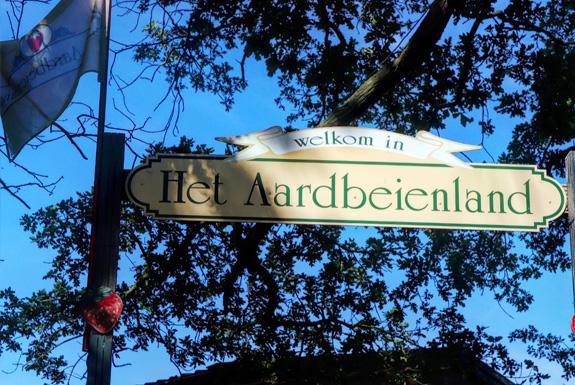 welkom in
Het Aardbeienland